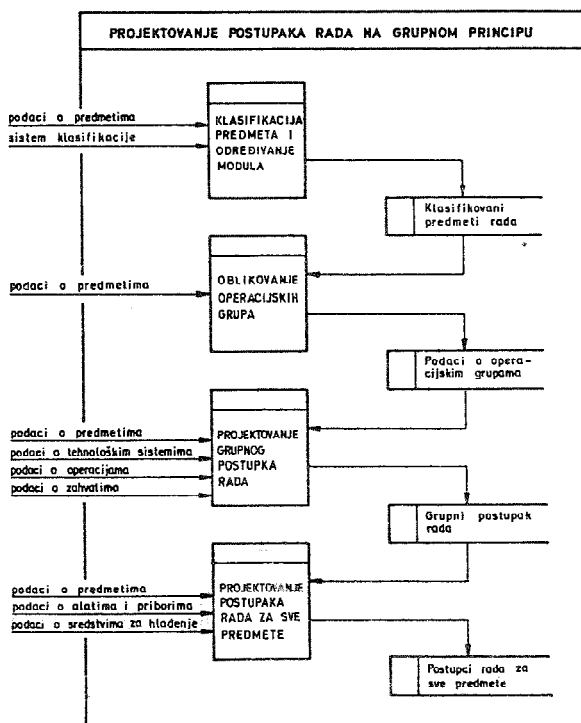 PROJEKTOVANJE POSTUPAKA RADA NA GRUPNOM PRINCIPU
podaci o predmetima
sistem klasifikacije
KLASIFIKACIJA
PREDMETA I
ODREĐIVANJE
MODULA
Klasifikovani
predmeti rada
podaci o predmetima
OBLIKOVANJE
OPERACIJSKIH
GRUPA
Podaci o opera-
cijskim grupama
podaci o predmetima
podaci o tehnološkim sistemima
podaci o operacijama
podaci o zahvatima
PROJEKTOVANJE
GRUPNOG
POSTUPKA
RADA
Grupni postupak
rada
podaci o predmetima
podaci o alatima i priborima
podaci o sredstvima za hlađenje
PROJEKTOVANJE
POSTUPAKA
RADA ZA SVE
PREDMETE
Postupci rada za
sve predmete